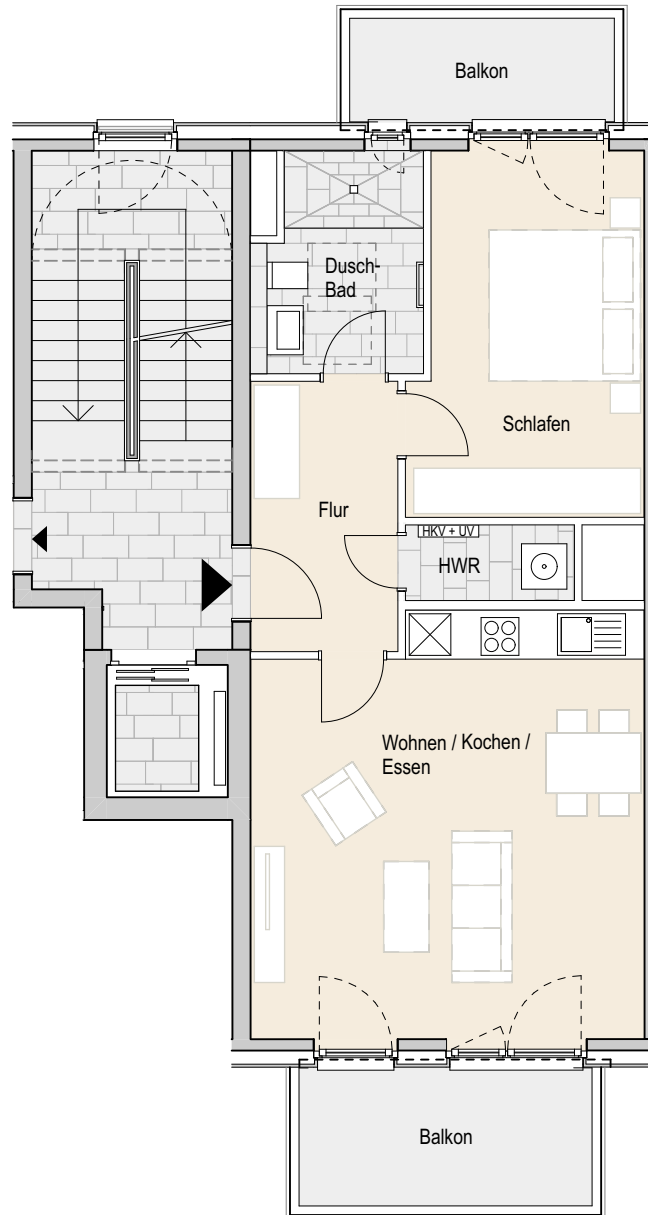 Balkon
Dusch-
Bad
Schlafen
Flur
HKV + UV
HWR
Wohnen / Kochen /
Essen
Balkon